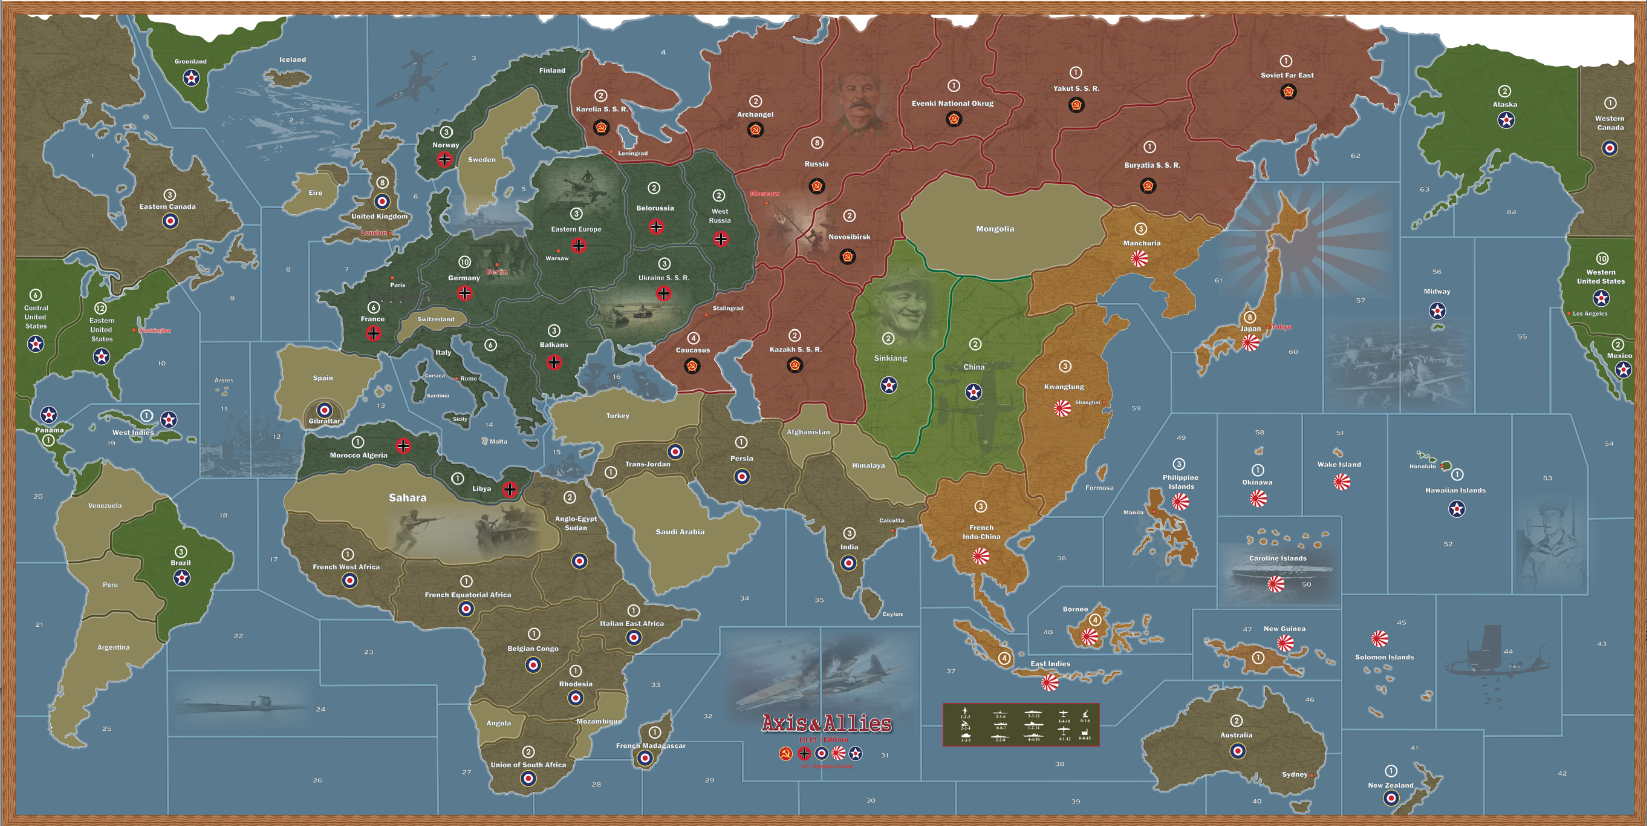 Greenland
Iceland
3
4
Finland
2
Karelia S. S. R.
Leningrad
2
Archangel
8
Russia
Moscow
1
Evenki National Okrug
1
Yakut S. S. R.
1
Soviet Far East
1
Buryatia S. S. R.
2
Alaska
1
Western
Canada
62
63
64
2
3
Norway
Sweden
5
6
Eire
8
United Kingdom
London
3
Eastern Canada
8
9
7
Paris
10
Germany
Berlin
3
Eastern Europe
Warsaw
2
Belorussia
2
West
Russia
3
Ukraine S. S. R.
Stalingrad
2
Novosibirsk
Mongolia
3
Manchuria
61
8
Japan
Tokyo
60
57
56
Midway
55
10
Western
United States
Los Angeles
2
Mexico
6
Central
United
States
12
Eastern
United
States
Washington
10
6
France
Switzerland
Italy
6
3
Balkans
Corsica
Rome
Sardinia
Sicily
4
Caucasus
2
Kazakh S. S. R.
2
Sinkiang
2
China
3
Kwangtung
Shanghai
59
Spain
Gibraltar
Azores
11
12
13
14
Malta
15
16
Turkey
Panama
1
1
West Indies
19
20
1
Morocco Algeria
1
Libya
Sahara
2
Anglo-Egypt
Sudan
Trans-Jordan
1
1
Persia
Afghanistan
Himalaya
Saudi Arabia
3
India
Calcutta
Ceylon
Formosa
49
3
Philippine
Islands
Manila
58
1
Okinawa
51
Wake Island
Honolulu
1
Hawaiian Islands
52
53
54
Venezuela
18
17
3
Brazil
Peru
Argentina
21
22
23
24
25
26
27
28
29
1
French West Africa
1
French Equatorial Africa
1
Italian East Africa
1
Belgian Congo
1
Rhodesia
Angola
Mozambique
1
French Madagascar
2
Union of South Africa
34
35
33
32
31
30
3
French
Indo-China
36
Caroline Islands
50
Borneo
4
48
4
East Indies
37
38
39
40
47
New Guinea
1
45
Solomon Islands
44
43
46
2
Australia
Sydney
41
42
1
New Zealand
Axis&Allies